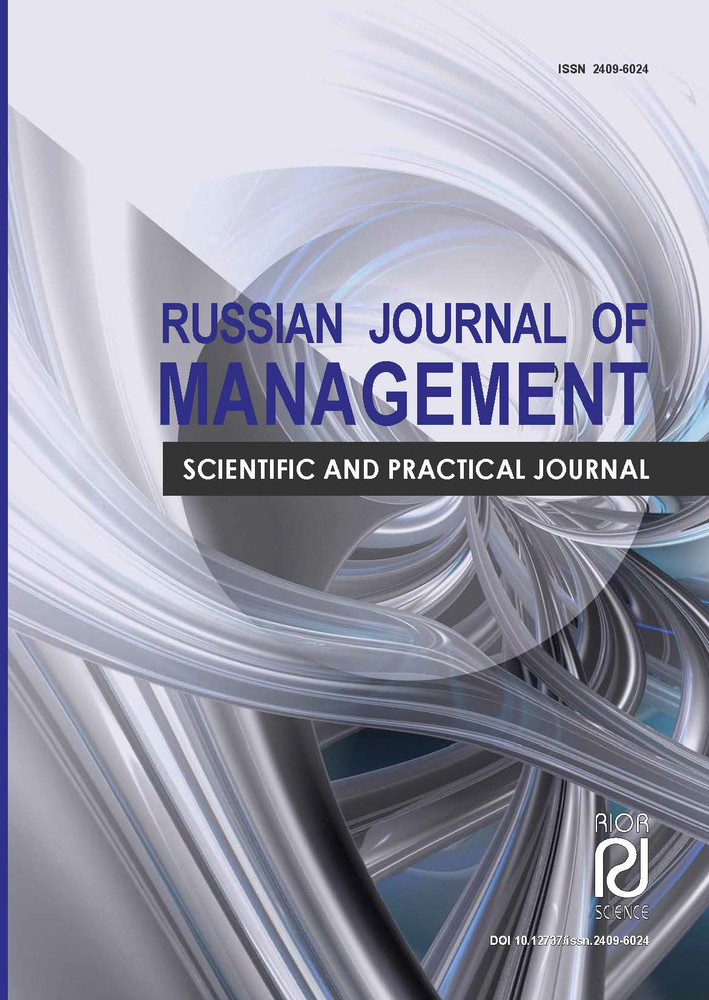 ISSN 2409-6024
RUSSIAN JOURNAL OF
MANAGEMENT
)
SCIENTIFIC AND PRACTICAL JOURNAL
RIOR
SCIENCE
DOI 10.12737/issn.2409-6024